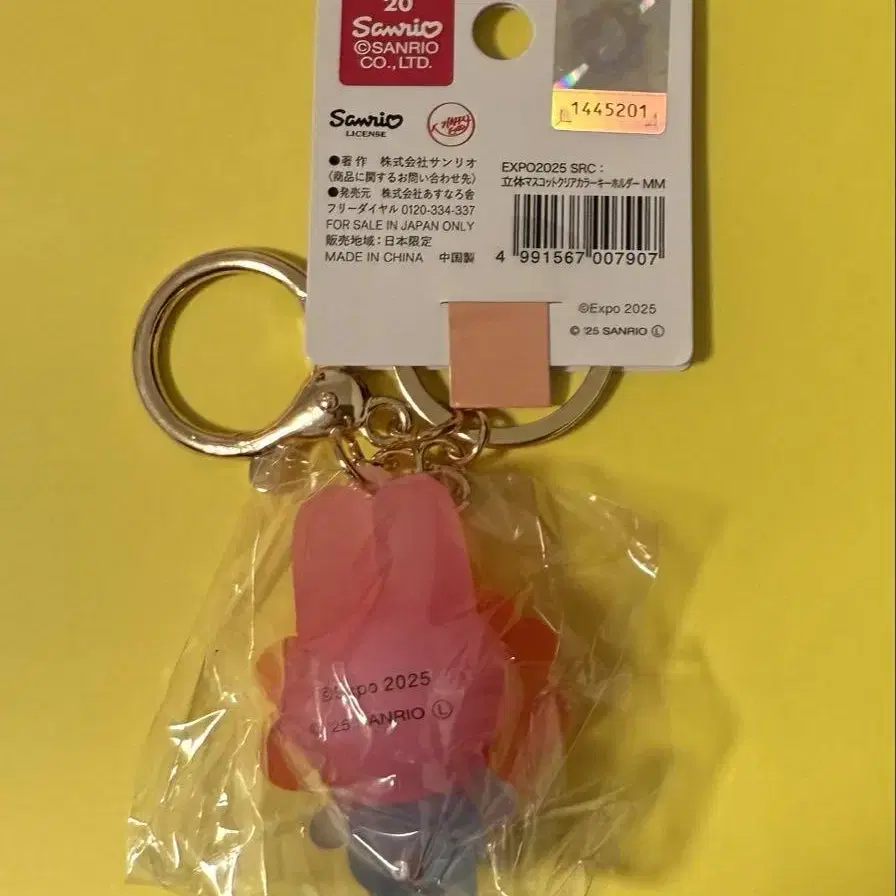 20
Sanrio
©SANRIO
CO., LTD.
1445201
Sanrio
LICENSE
HAPPY
●著作 株式会社サンリオ
(商品に関するお問い合わせ先)
●発売元 株式会社あすなろ舎
フリーダイヤル 0120-334-337
FOR SALE IN JAPAN ONLY
販売地域:日本限定
MADE IN CHINA 中国製
EXPO2025 SRC:
立体マスコットクリアカラーキーホルダー MM
4 991567 007907
©Expo 2025
© '25 SANRIO Ⓛ
©Expo 2025
© '25 SANRIO Ⓛ